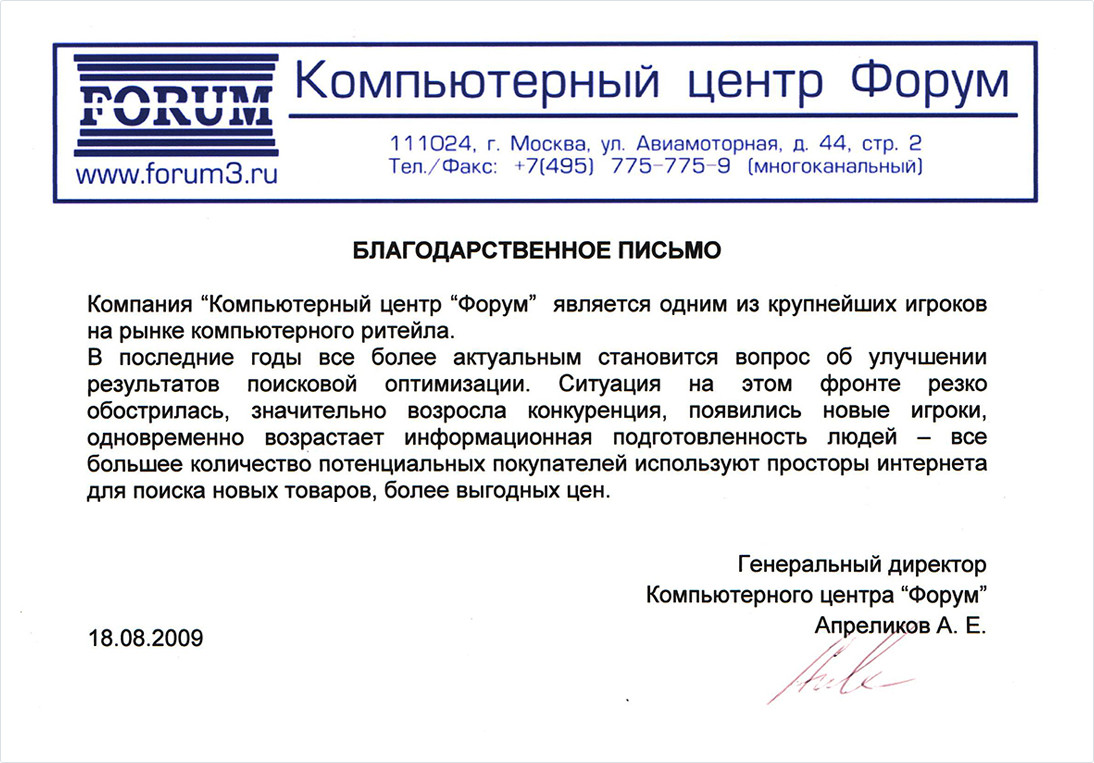 FORUM
www.forum3.ru
Компьютерный центр Форум
111024, г. Москва, ул. Авиамоторная, д. 44, стр. 2
Тел./Факс: +7(495) 775-775-9 (многоканальный)
БЛАГОДАРСТВЕННОЕ ПИСЬМО
Компания “Компьютерный центр “Форум” является одним из крупнейших игроков
на рынке компьютерного ритейла.
В последние годы все более актуальным становится вопрос об улучшении
результатов поисковой оптимизации. Ситуация на этом фронте резко
обострилась, значительно возросла конкуренция, появились новые игроки,
одновременно возрастает информационная подготовленность людей – все
большее количество потенциальных покупателей используют просторы интернета
для поиска новых товаров, более выгодных цен.
Генеральный директор
Компьютерного центра “Форум”
Апреликов А. Е.
18.08.2009